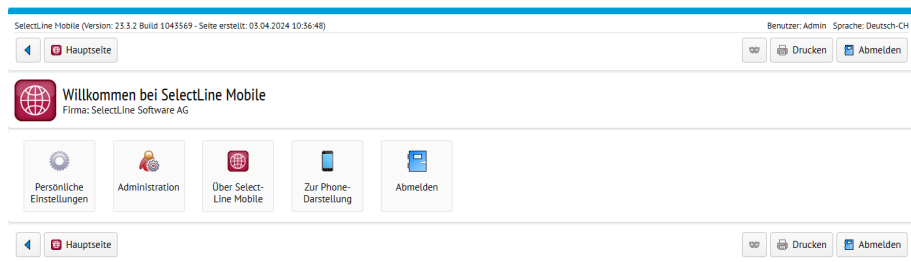 SelectLine Mobile (Version: 23.3.2 Build 1043569 - Seite erstellt: 03.04.2024 10:36:48) Benutzer: Admin Sprache: Deutsch-CH
Hauptseite Drucken Abmelden
Willkommen bei SelectLine Mobile
Firma: SelectLine Software AG
Persönliche Einstellungen
Administration
Über Select-
Line Mobile
Zur Phone-
Darstellung
Abmelden
Hauptseite Drucken Abmelden